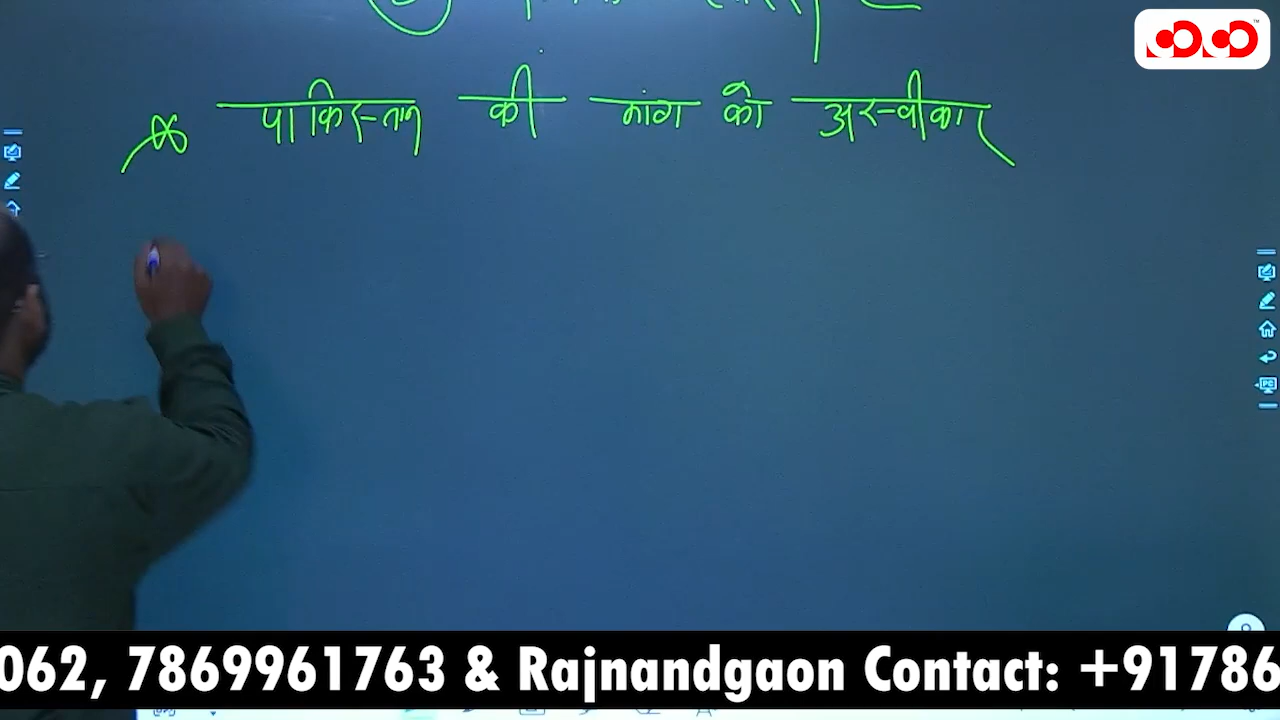 पाकिस्तान की मांग को अस्वीकार
062, 7869961763 & Rajnandgaon Contact: +91786